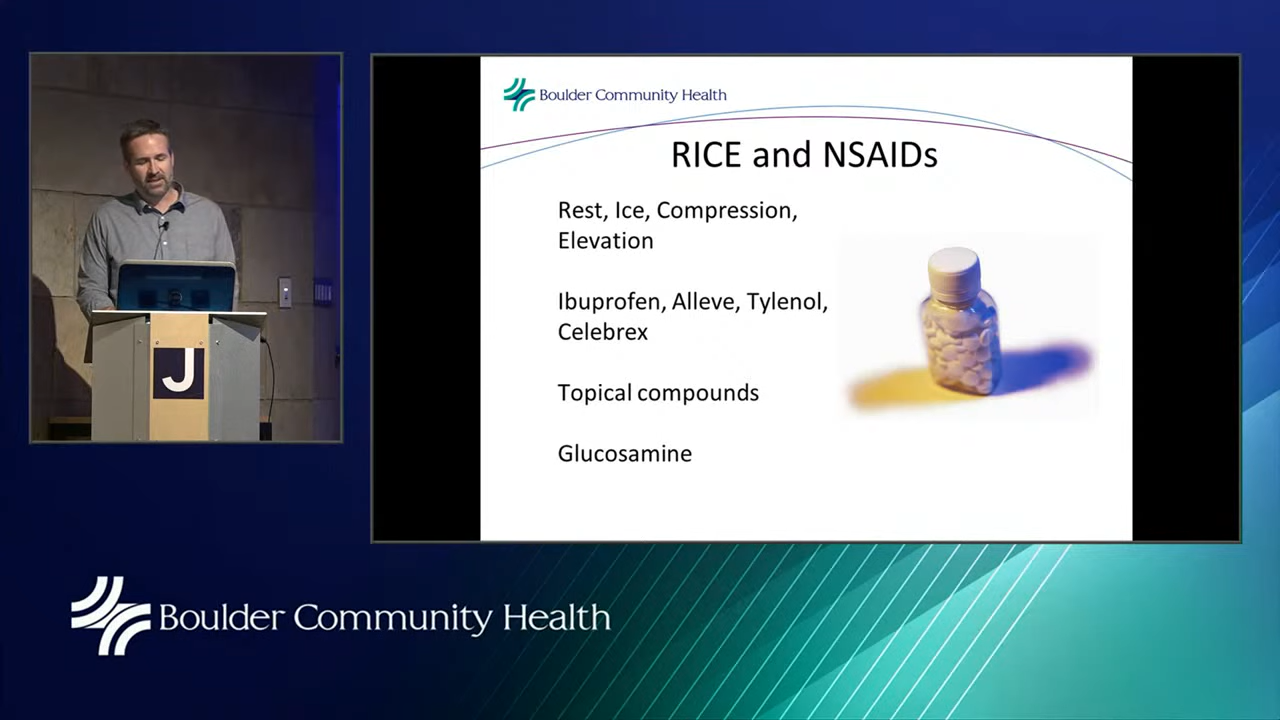 J
Boulder Community Health
RICE and NSAIDs
Rest, Ice, Compression,
Elevation
Ibuprofen, Alleve, Tylenol,
Celebrex
Topical compounds
Glucosamine
Boulder Community Health